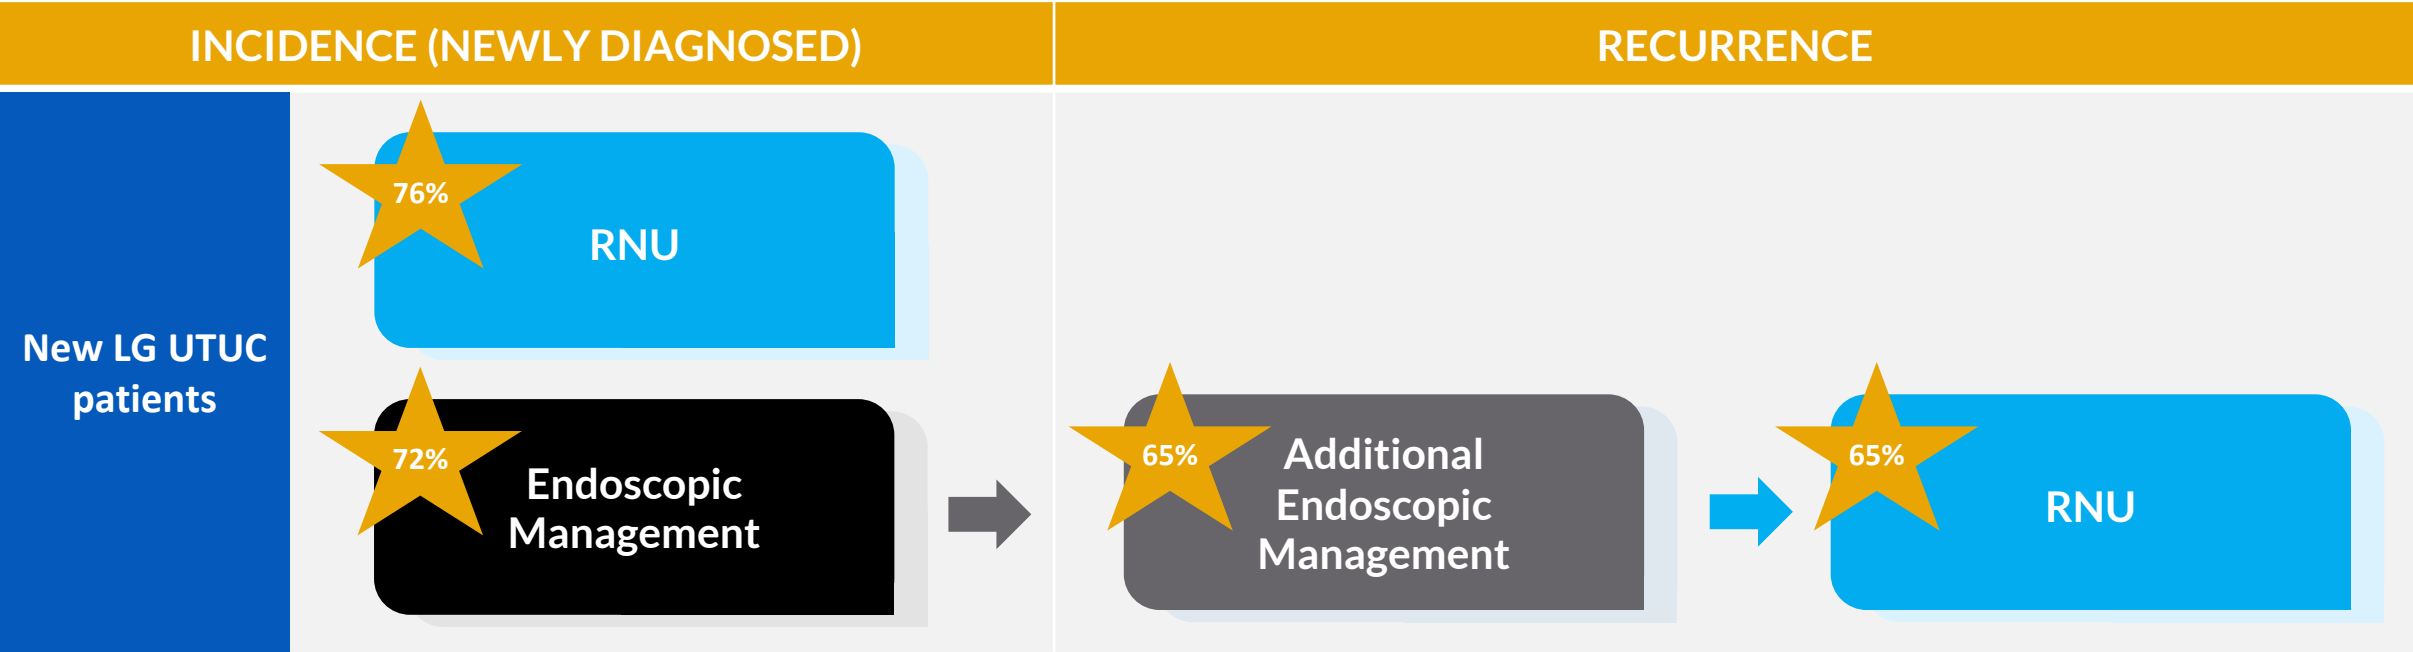 INCIDENCE (NEWLY DIAGNOSED)
RECURRENCE
New LG UTUC
patients
76%
RNU
72%
Endoscopic
Management
65%
Additional
Endoscopic
Management
65%
RNU